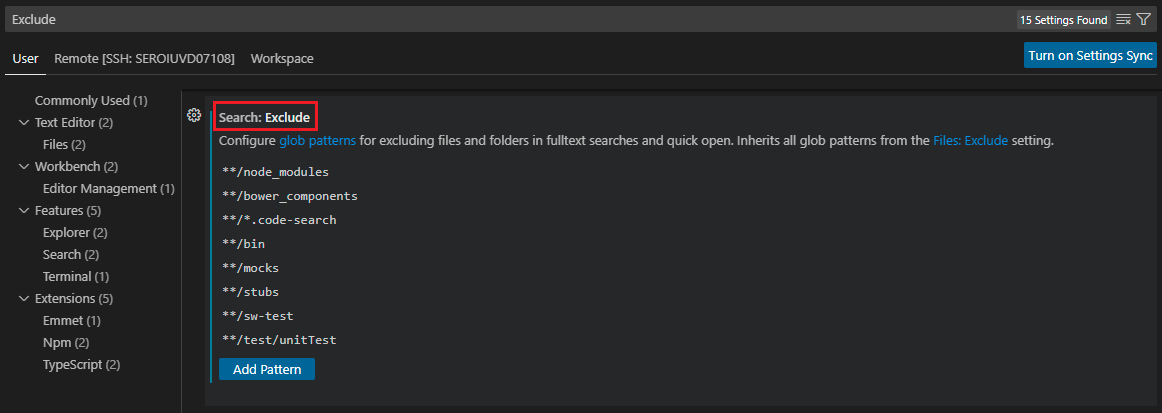 Exclude
15 Settings Found
User Remote [SSH: SEROIUVD07108] Workspace
Turn on Settings Sync
Commonly Used (1)
Text Editor (2)
Files (2)
Workbench (2)
Editor Management (1)
Features (5)
Explorer (2)
Search (2)
Terminal (1)
Extensions (5)
Emmet (1)
Npm (2)
TypeScript (2)
Search: Exclude
Configure glob patterns for excluding files and folders in fulltext searches and quick open. Inherits all glob patterns from the Files: Exclude setting.
**/node_modules
**/bower_components
**/*.code-search
**/bin
**/mocks
**/stubs
**/sw-test
**/test/unitTest
Add Pattern